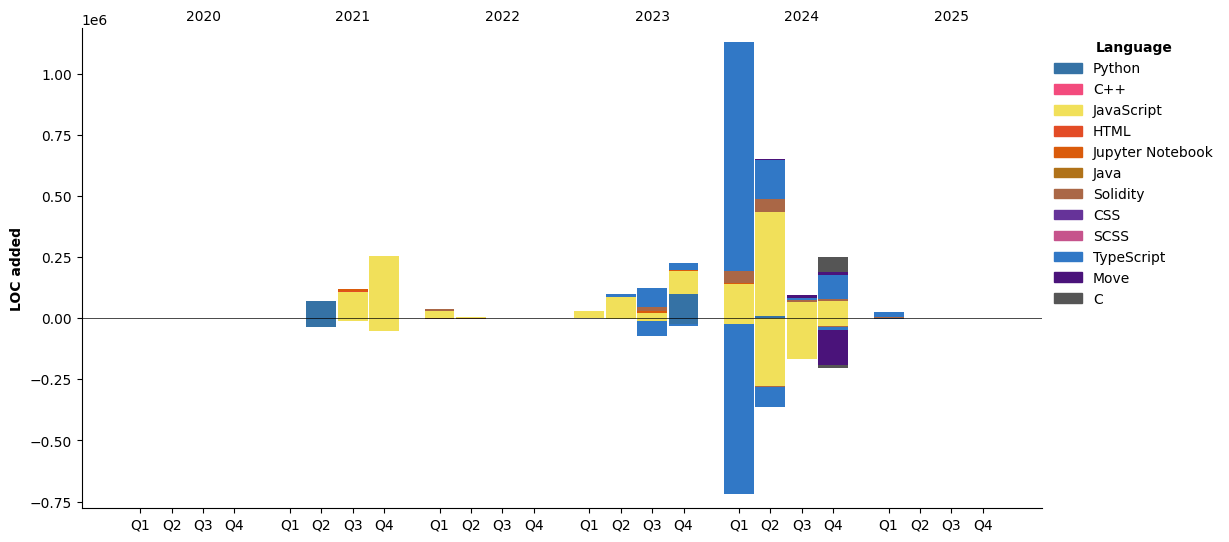 2020 2021 2022 2023 2024 2025
1e6
Language
Python
C++
JavaScript
HTML
Jupyter Notebook
Java
Solidity
CSS
SCSS
TypeScript
Move
C
LOC added
1.00
0.75
0.50
0.25
0.00
−0.25
−0.50
−0.75
Q1 Q2 Q3 Q4 Q1 Q2 Q3 Q4 Q1 Q2 Q3 Q4 Q1 Q2 Q3 Q4 Q1 Q2 Q3 Q4 Q1 Q2 Q3 Q4